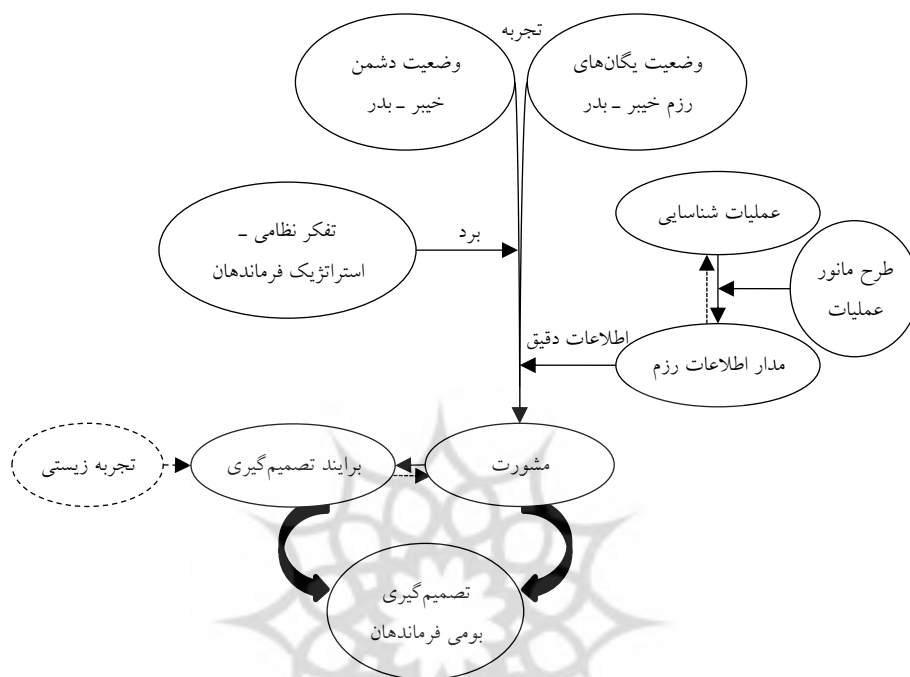 تجربه
وضعیت یگان‌های
رزم خیبر ـ بدر
وضعیت دشمن
خیبر ـ بدر
عملیات شناسایی
طرح مانور
عملیات
برد
تفکر نظامی ـ
استراتژیک فرماندهان
اطلاعات دقیق
مدار اطلاعات رزم
مشورت
برایند تصمیم‌گیری
تجربه زیستی
تصمیم‌گیری
بومی فرماندهان